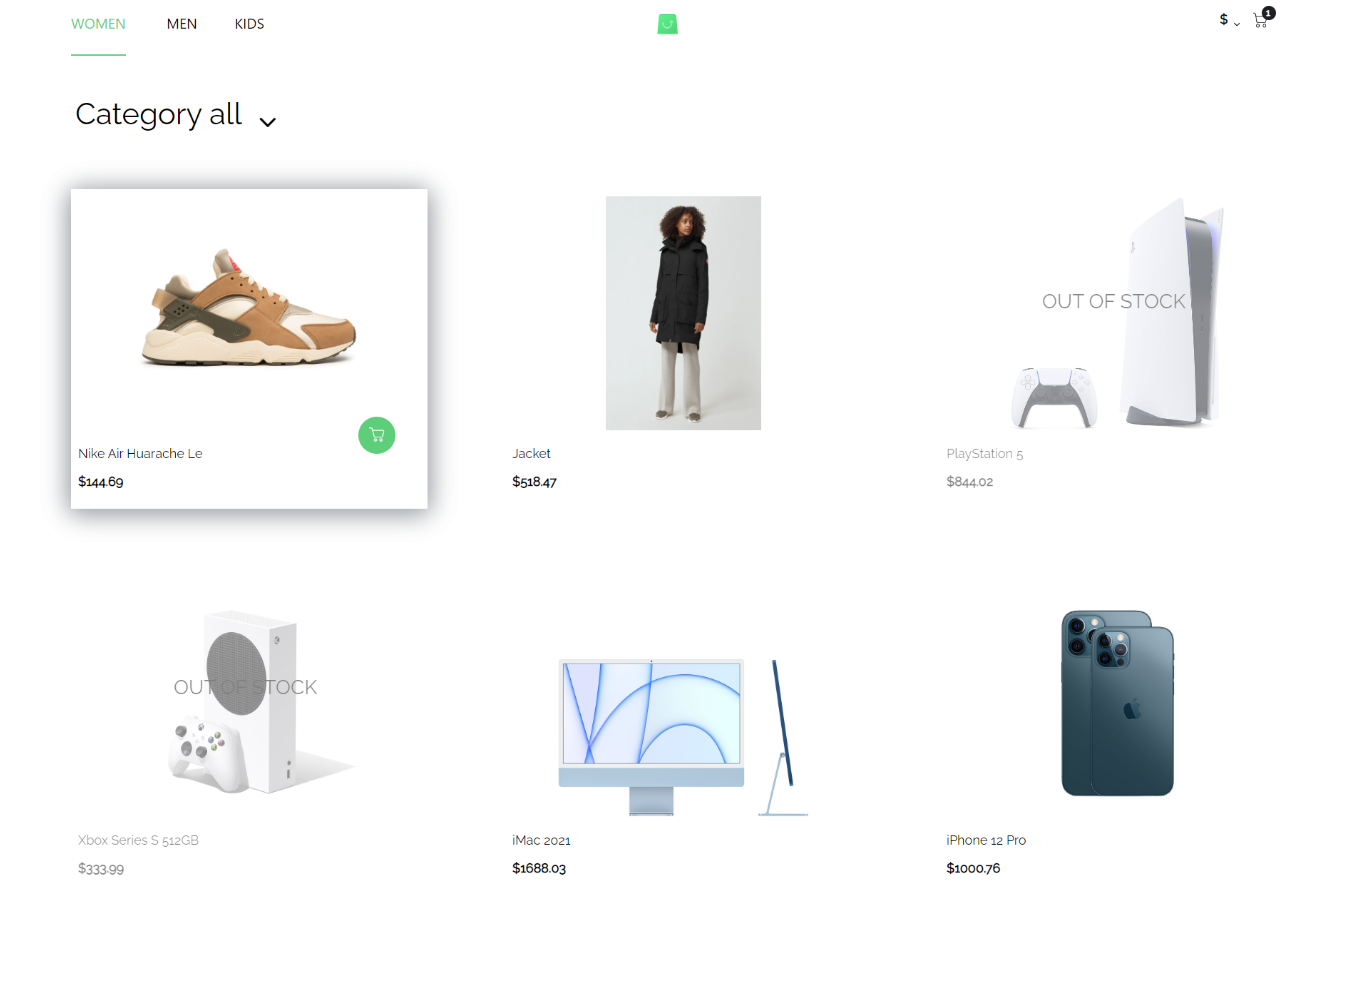 WOMEN MEN KIDS $ 1
Category all
OUT OF STOCK
Nike Air Huarache Le
$144.69
Jacket
$518.47
PlayStation 5
$844.02
OUT OF STOCK
Xbox Series S 512GB
$333.99
iMac 2021
$1688.03
iPhone 12 Pro
$1000.76